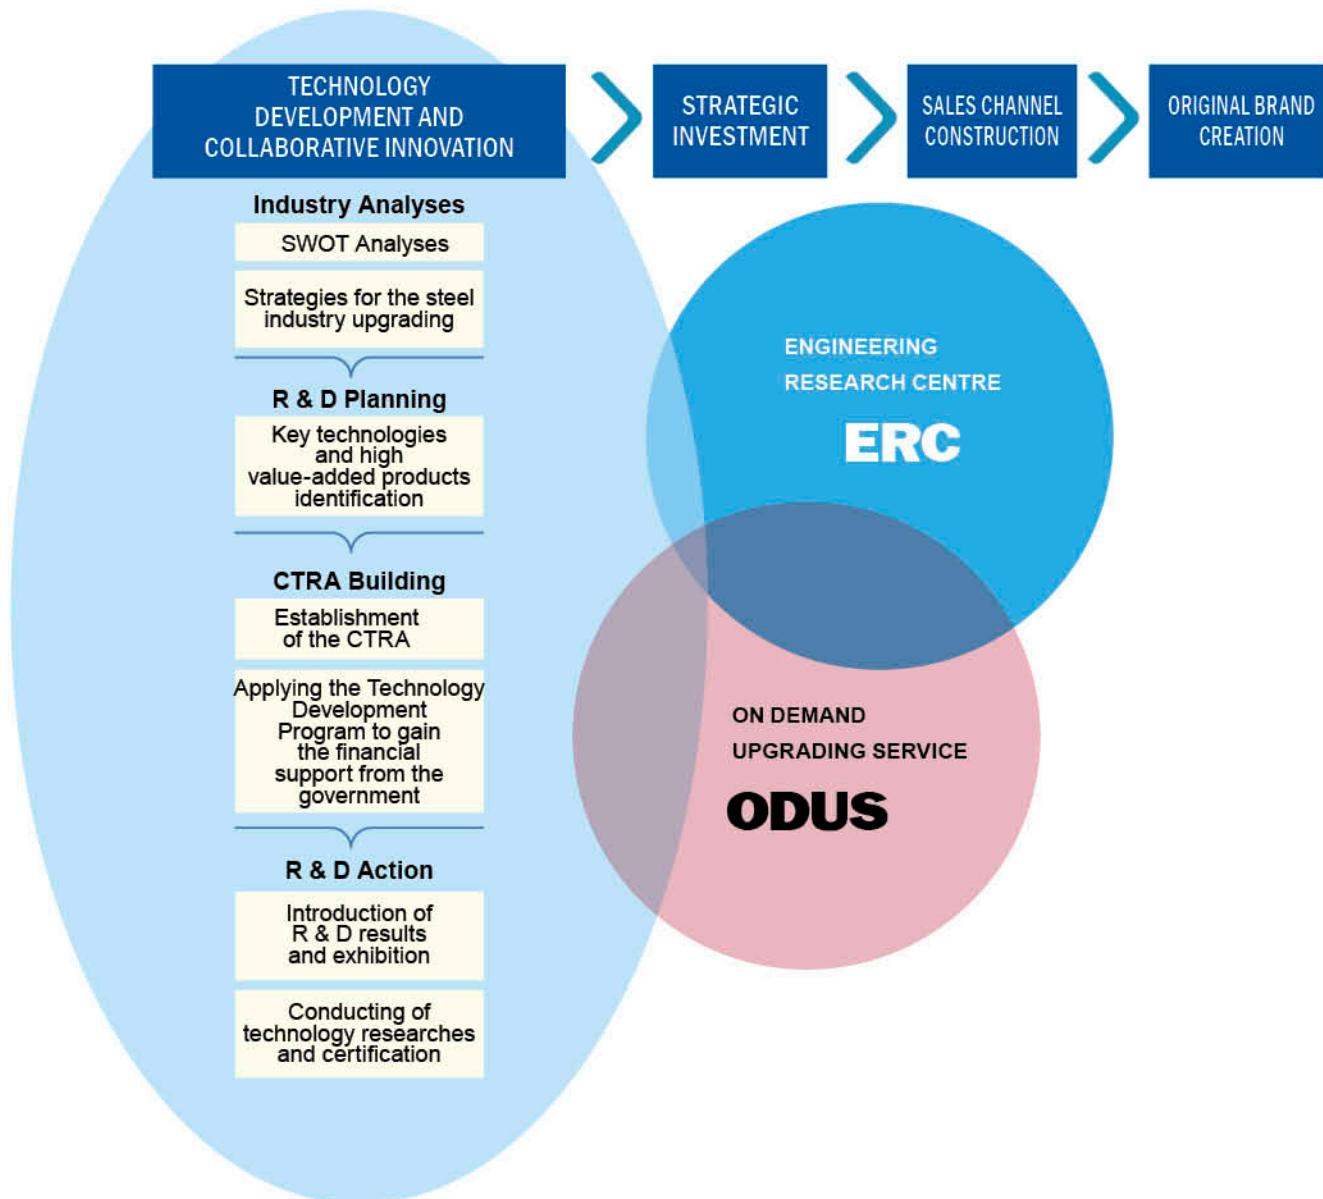 TECHNOLOGY
DEVELOPMENT AND
COLLABORATIVE INNOVATION
STRATEGIC
INVESTMENT
SALES CHANNEL
CONSTRUCTION
ORIGINAL BRAND
CREATION
Industry Analyses
SWOT Analyses
Strategies for the steel
industry upgrading
R & D Planning
Key technologies
and high
value-added products
identification
CTRA Building
Establishment
of the CTRA
Applying the Technology
Development
Program to gain
the financial
support from the
government
R & D Action
Introduction of
R & D results
and exhibition
Conducting of
technology researches
and certification
ENGINEERING
RESEARCH CENTRE
ERC
ON DEMAND
UPGRADING SERVICE
ODUS